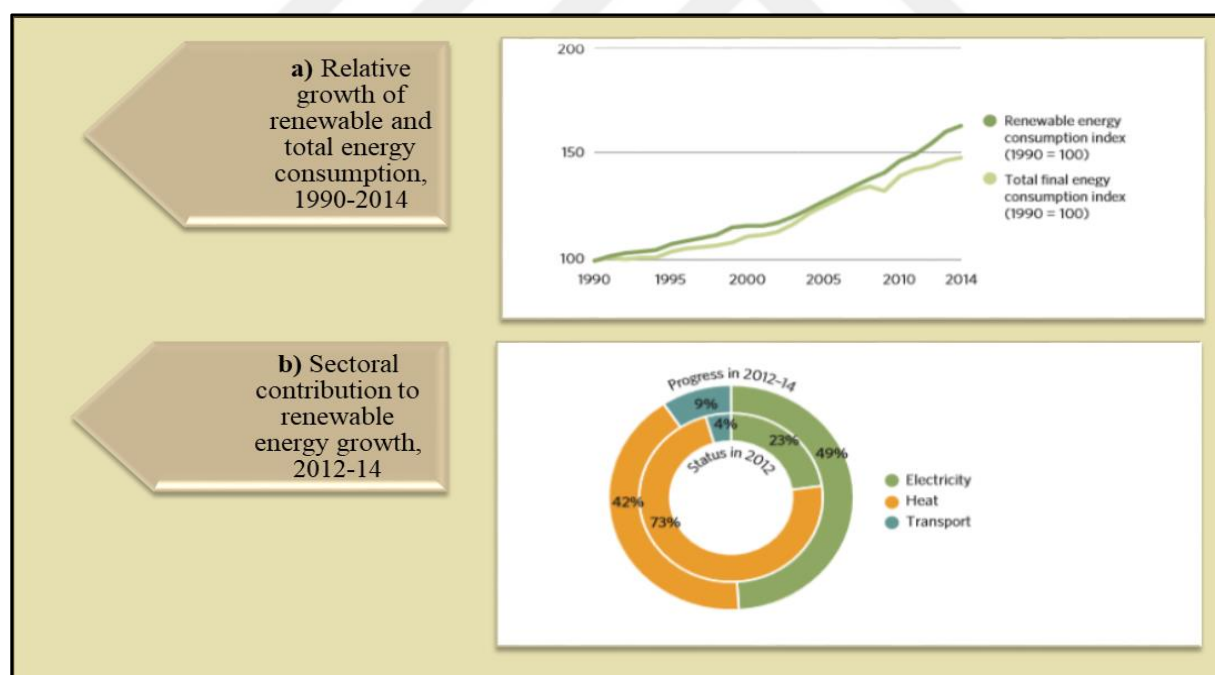 a) Relative
growth of
renewable and
total energy
consumption,
1990-2014
200
150
100
1990
1995
2000
2005
2010
2014
Renewable energy
consumption index
(1990 = 100)
Total final enegy
consumption index
(1990 = 100)
b) Sectoral
contribution to
renewable
energy growth,
2012-14
Progress in 2012-14
9%
4%
23%
49%
Status in 2012
42%
73%
Electricity
Heat
Transport